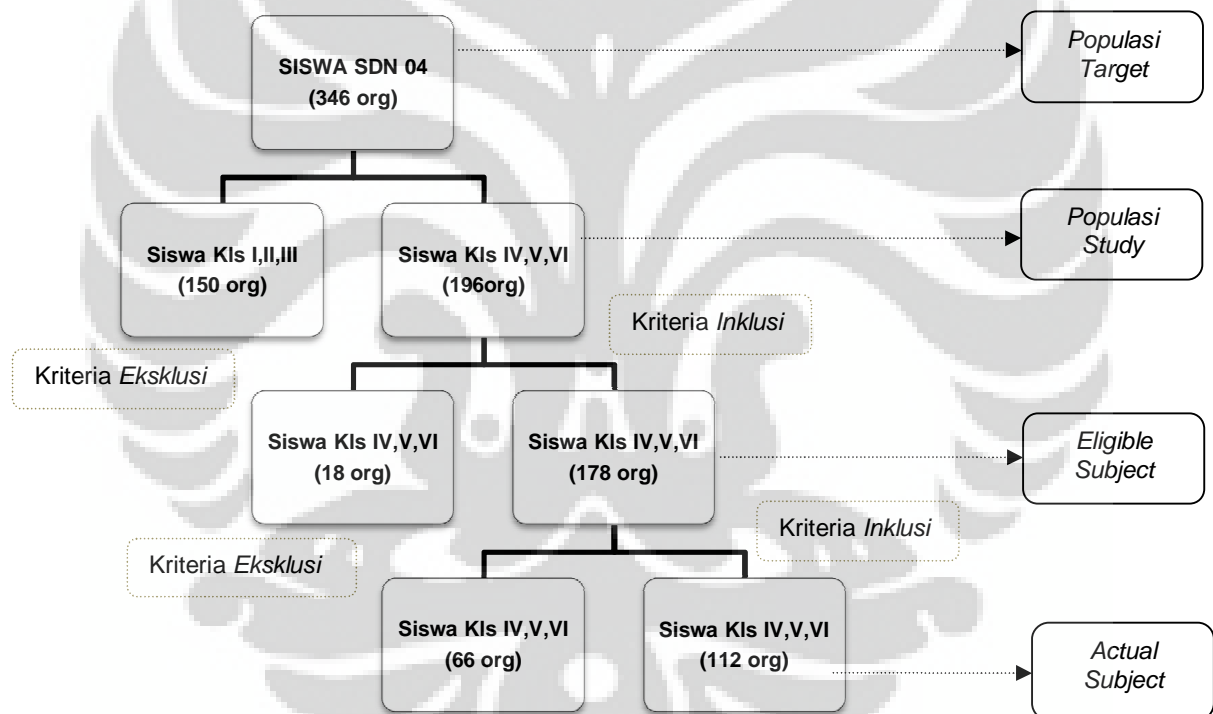 SISWA SDN 04
(346 org)
Populasi
Target
Siswa Kls I,II,III
(150 org)
Siswa Kls IV,V,VI
(196org)
Populasi
Study
Kriteria Inklusi
Kriteria Eksklusi
Siswa Kls IV,V,VI
(18 org)
Siswa Kls IV,V,VI
(178 org)
Eligible
Subject
Kriteria Inklusi
Kriteria Eksklusi
Siswa Kls IV,V,VI
(66 org)
Siswa Kls IV,V,VI
(112 org)
Actual
Subject